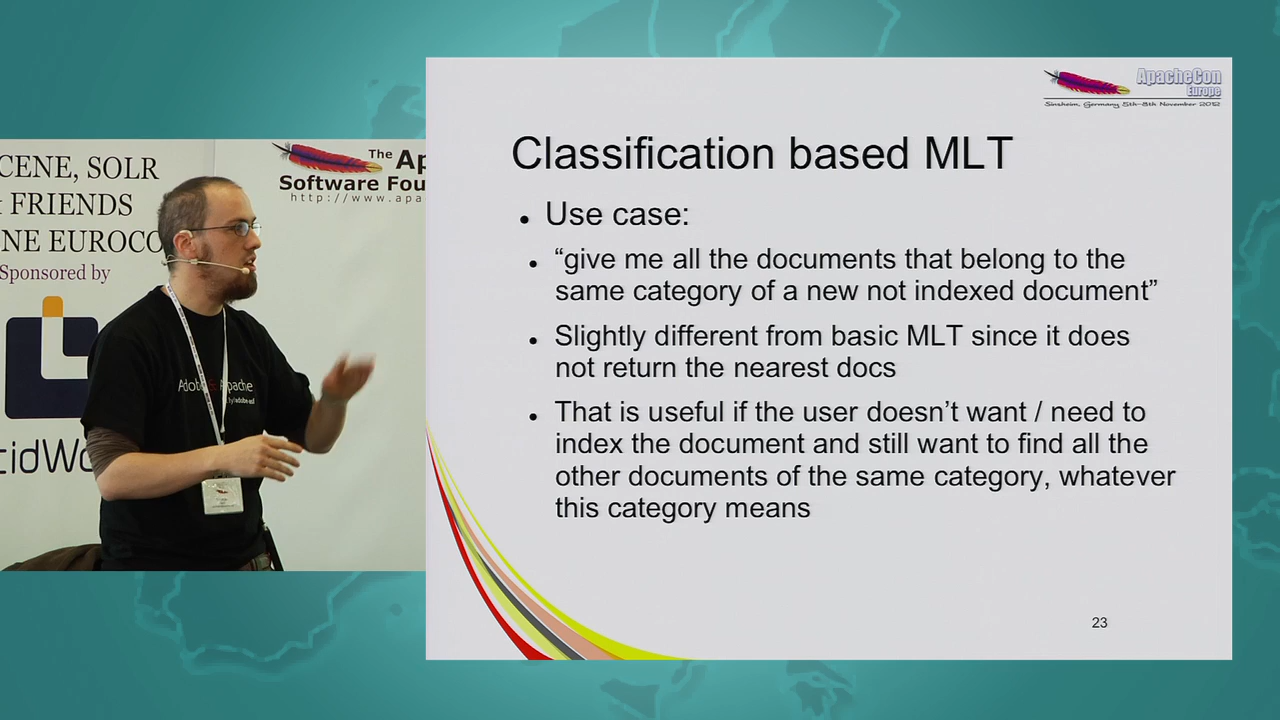 CENE, SOLR
FRIENDS
NE EUROCO
Sponsored by
cidWo
The Ap
Software Fou
http://www.apa
Apache
ApacheCon
Europe
Sinsheim, Germany 5th-8th November 2012
Classification based MLT
• Use case:
• “give me all the documents that belong to the
same category of a new not indexed document”
• Slightly different from basic MLT since it does
not return the nearest docs
• That is useful if the user doesn’t want / need to
index the document and still want to find all the
other documents of the same category, whatever
this category means
23